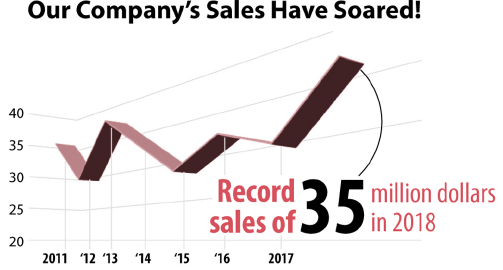 Our Company’s Sales Have Soared!
40
35
30
25
20
Record
sales of
35
million dollars
in 2018
2011 ‘12 ‘13 ‘14 ‘15 ‘16 2017